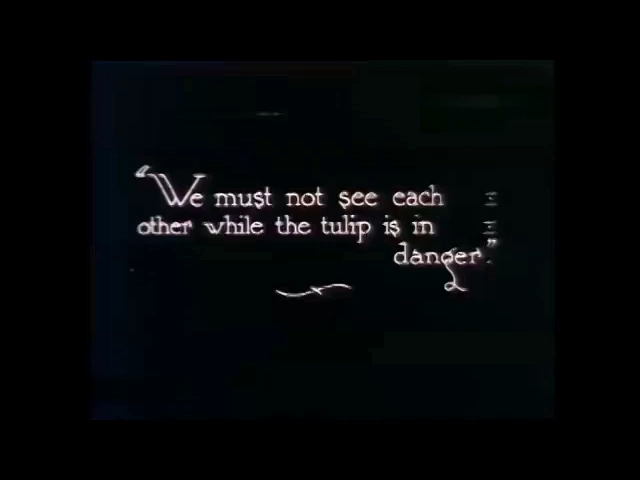 “We must not see each
other while the tulip is in
danger.”